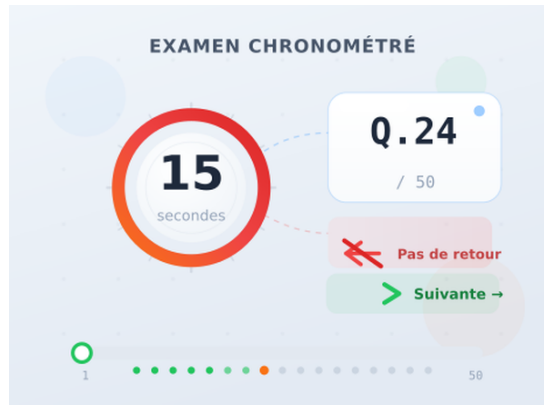 EXAMEN CHRONOMÉTRÉ
15
secondes
Q.24
/ 50
Pas de retour
Suivante →
1
50